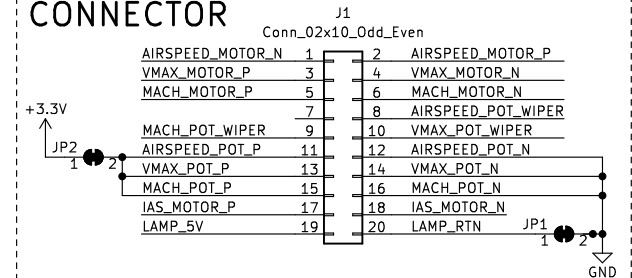 CONNECTOR
J1
Conn_02x10_Odd_Even
AIRSPEED_MOTOR_N 1 2 AIRSPEED_MOTOR_P
VMAX_MOTOR_P 3 4 VMAX_MOTOR_N
MACH_MOTOR_P 5 6 MACH_MOTOR_N
7 8 AIRSPEED_POT_WIPER
+3.3V
MACH_POT_WIPER 9 10 VMAX_POT_WIPER
JP2 1 2 AIRSPEED_POT_P 11 12 AIRSPEED_POT_N
VMAX_POT_P 13 14 VMAX_POT_N
MACH_POT_P 15 16 MACH_POT_N
IAS_MOTOR_P 17 18 IAS_MOTOR_N
LAMP_5V 19 20 LAMP_RTN JP1 1 2
GND